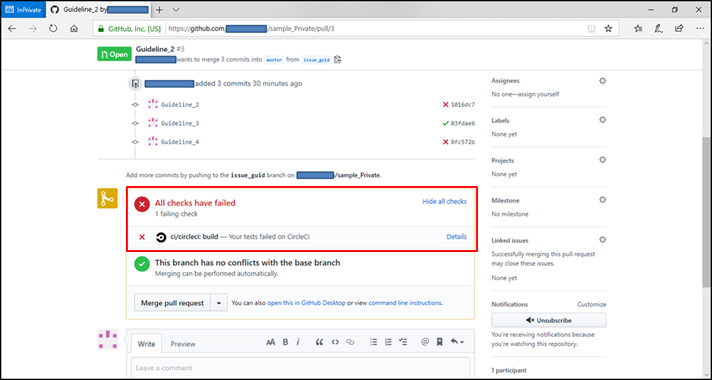 InPrivate
Guideline_2 by
GitHub, Inc. [US]
https://github.com.
/sample_Private/pull/3
Open
Guideline_2 #3
wants to merge 3 commits into master from issue_guid
added 3 commits 30 minutes ago
Guideline_2
1016dc7
Guideline_3
03fdae6
Guideline_4
8fc572b
Add more commits by pushing to the issue_guid branch on /sample_Private.
All checks have failed
1 failing check
Hide all checks
ci/circleci: build — Your tests failed on CircleCI
Details
This branch has no conflicts with the base branch
Merging can be performed automatically.
Merge pull request
You can also open this in GitHub Desktop or view command line instructions.
Write
Preview
AA B i
Leave a comment
Assignees
No one—assign yourself
Labels
None yet
Projects
None yet
Milestone
No milestone
Linked issues
Successfully merging this pull request
may close these issues.
None yet
Notifications
Customize
Unsubscribe
You're receiving notifications because
you're watching this repository.
1 participant